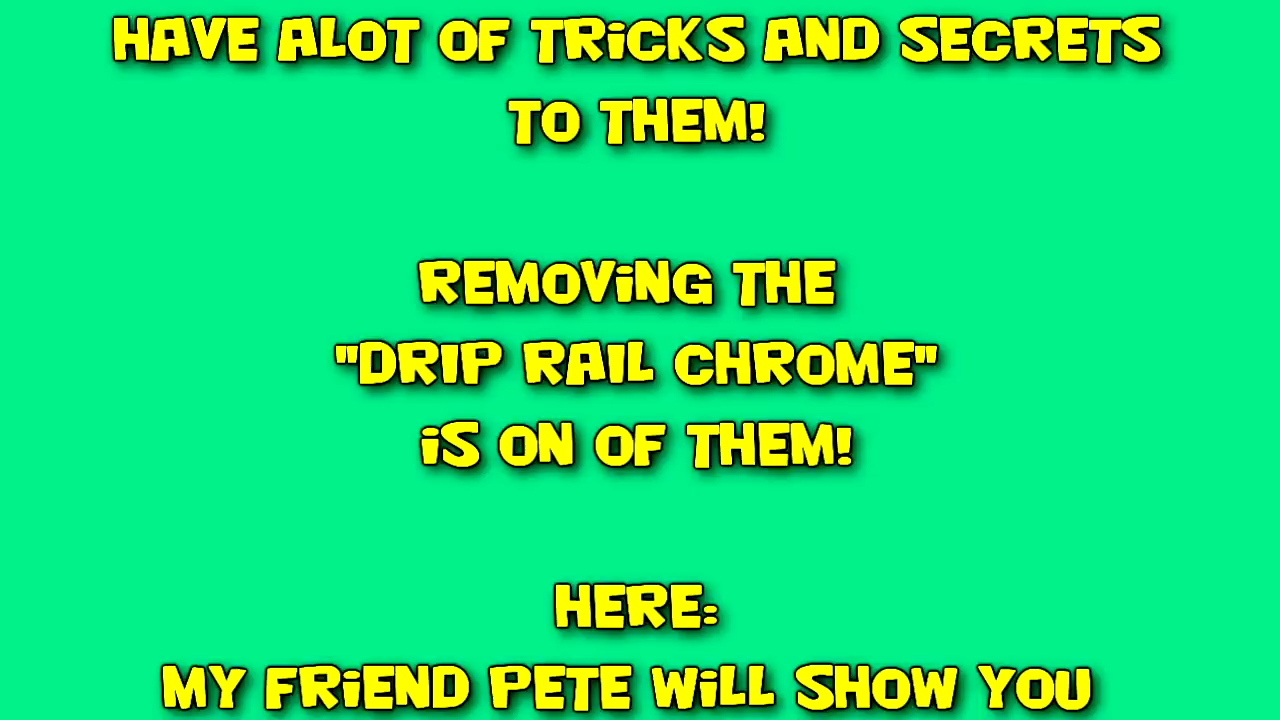 HAVE ALOT OF TRiCKS AND SECRETS
TO THEM!
REMOViNG THE
"DRIP RAIL CHROME"
iS ON OF THEM!
HERE:
MY FRiEND PETE WiLL SHOW YOU